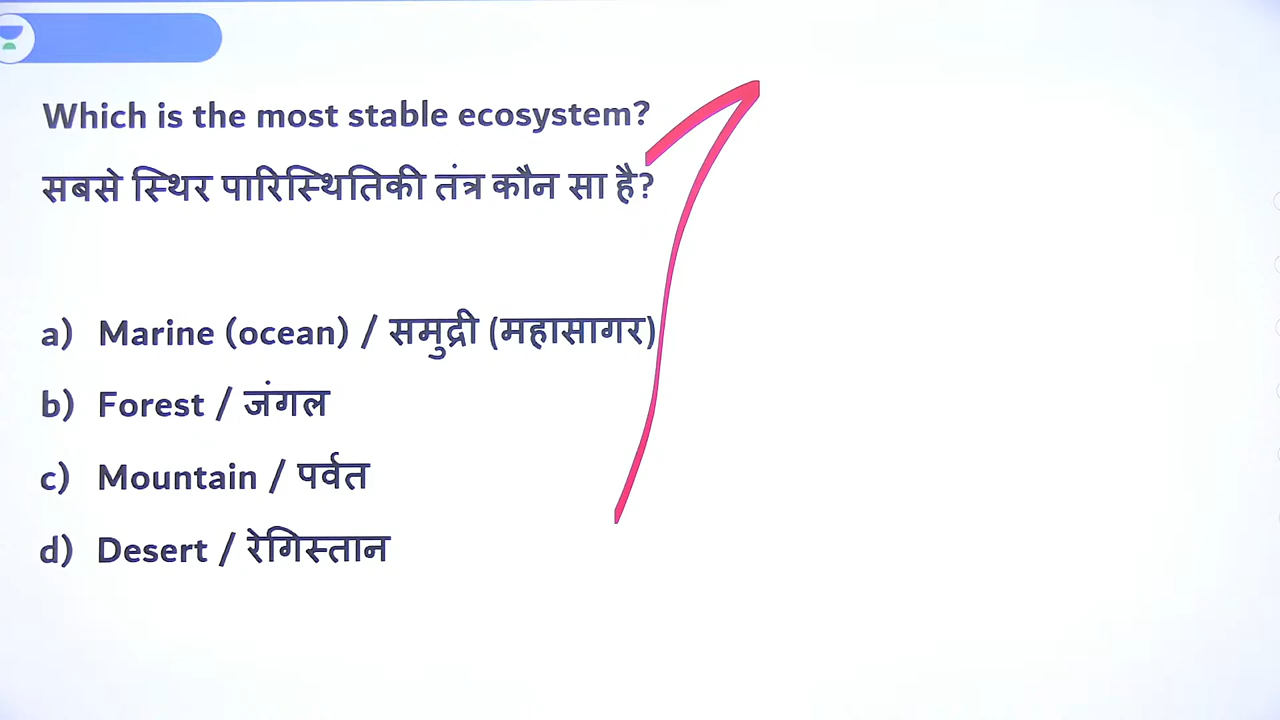 Which is the most stable ecosystem?
सबसे स्थिर पारिस्थितिकी तंत्र कौन सा है?
a) Marine (ocean) / समुद्री (महासागर)
b) Forest / जंगल
c) Mountain / पर्वत
d) Desert / रेगिस्तान